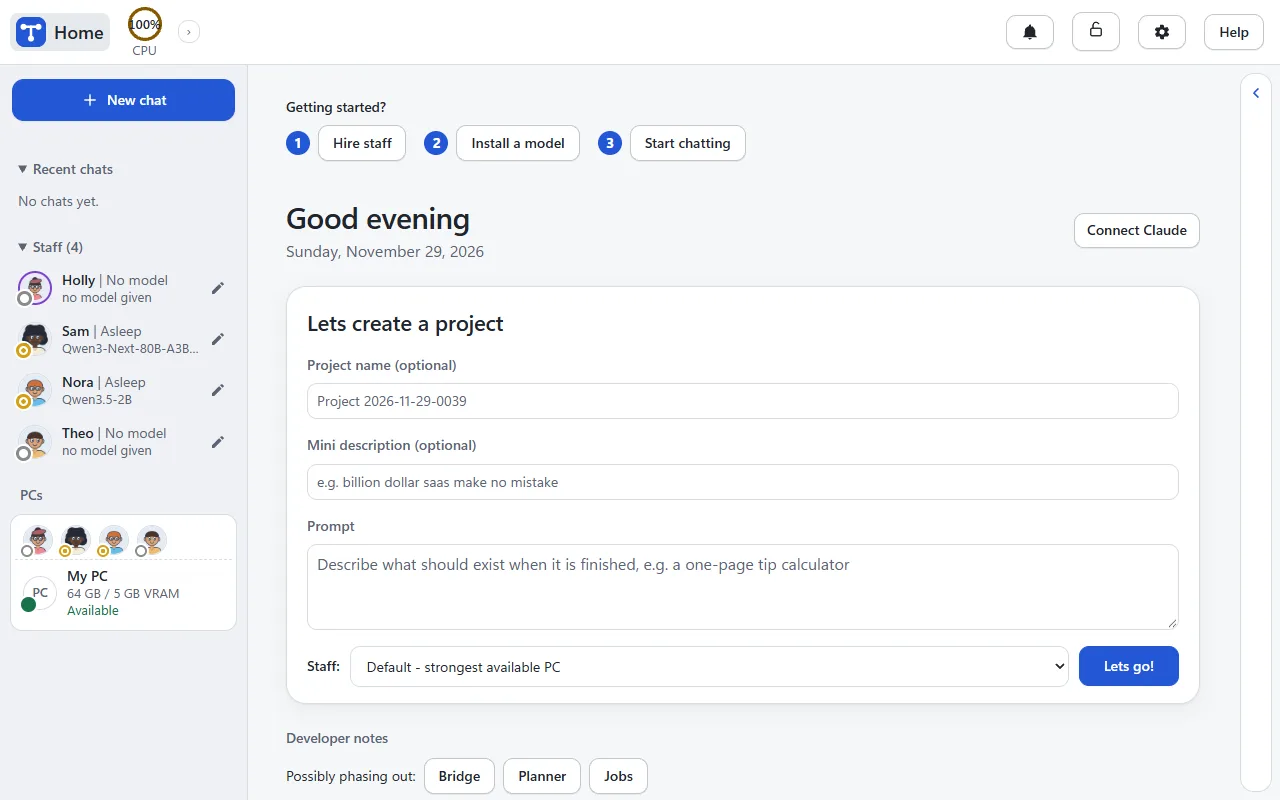 Home
100%
CPU
Help
New chat
Recent chats
No chats yet.
Staff (4)
Holly | No model
no model given
Sam | Asleep
Qwen3-Next-80B-A3B...
Nora | Asleep
Qwen3.5-2B
Theo | No model
no model given
PCs
PC
My PC
64 GB / 5 GB VRAM
Available
Getting started?
1 Hire staff 2 Install a model 3 Start chatting
Good evening
Sunday, November 29, 2026
Connect Claude
Lets create a project
Project name (optional)
Project 2026-11-29-0039
Mini description (optional)
e.g. billion dollar saas make no mistake
Prompt
Describe what should exist when it is finished, e.g. a one-page tip calculator
Staff: Default - strongest available PC Lets go!
Developer notes
Possibly phasing out: Bridge Planner Jobs